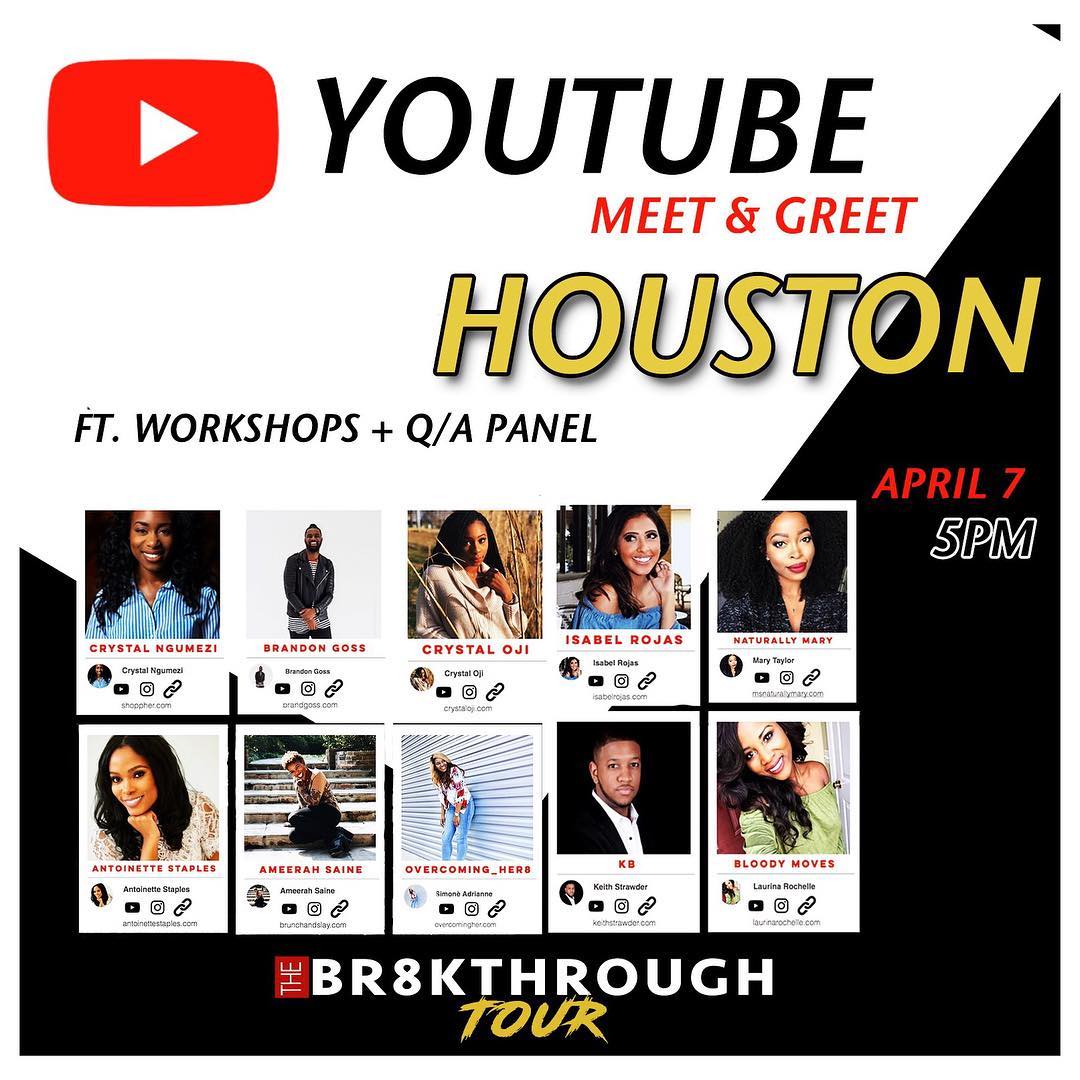 YOUTUBE
MEET & GREET
HOUSTON
FT. WORKSHOPS + Q/A PANEL
APRIL 7
5PM
CRYSTAL NGUMEZI
Crystal Ngumezi
shoppher.com
BRANDON GOSS
Brandon Goss
brandgoss.com
CRYSTAL OJI
Crystal Oji
crystaloji.com
ISABEL ROJAS
Isabel Rojas
isabelrojas.com
NATURALLY MARY
Mary Taylor
msnaturallymary.com
ANTOINETTE STAPLES
Antoinette Staples
antoinettestaples.com
AMEERAH SAINE
Ameerah Saine
brunchandslay.com
OVERCOMING_HER8
Simonè Adrianne
overcomingher.com
KB
Keith Strawder
keithstrawder.com
BLOODY MOVES
Laurina Rochelle
laurinarochelle.com
THE BR8KTHROUGH
TOUR